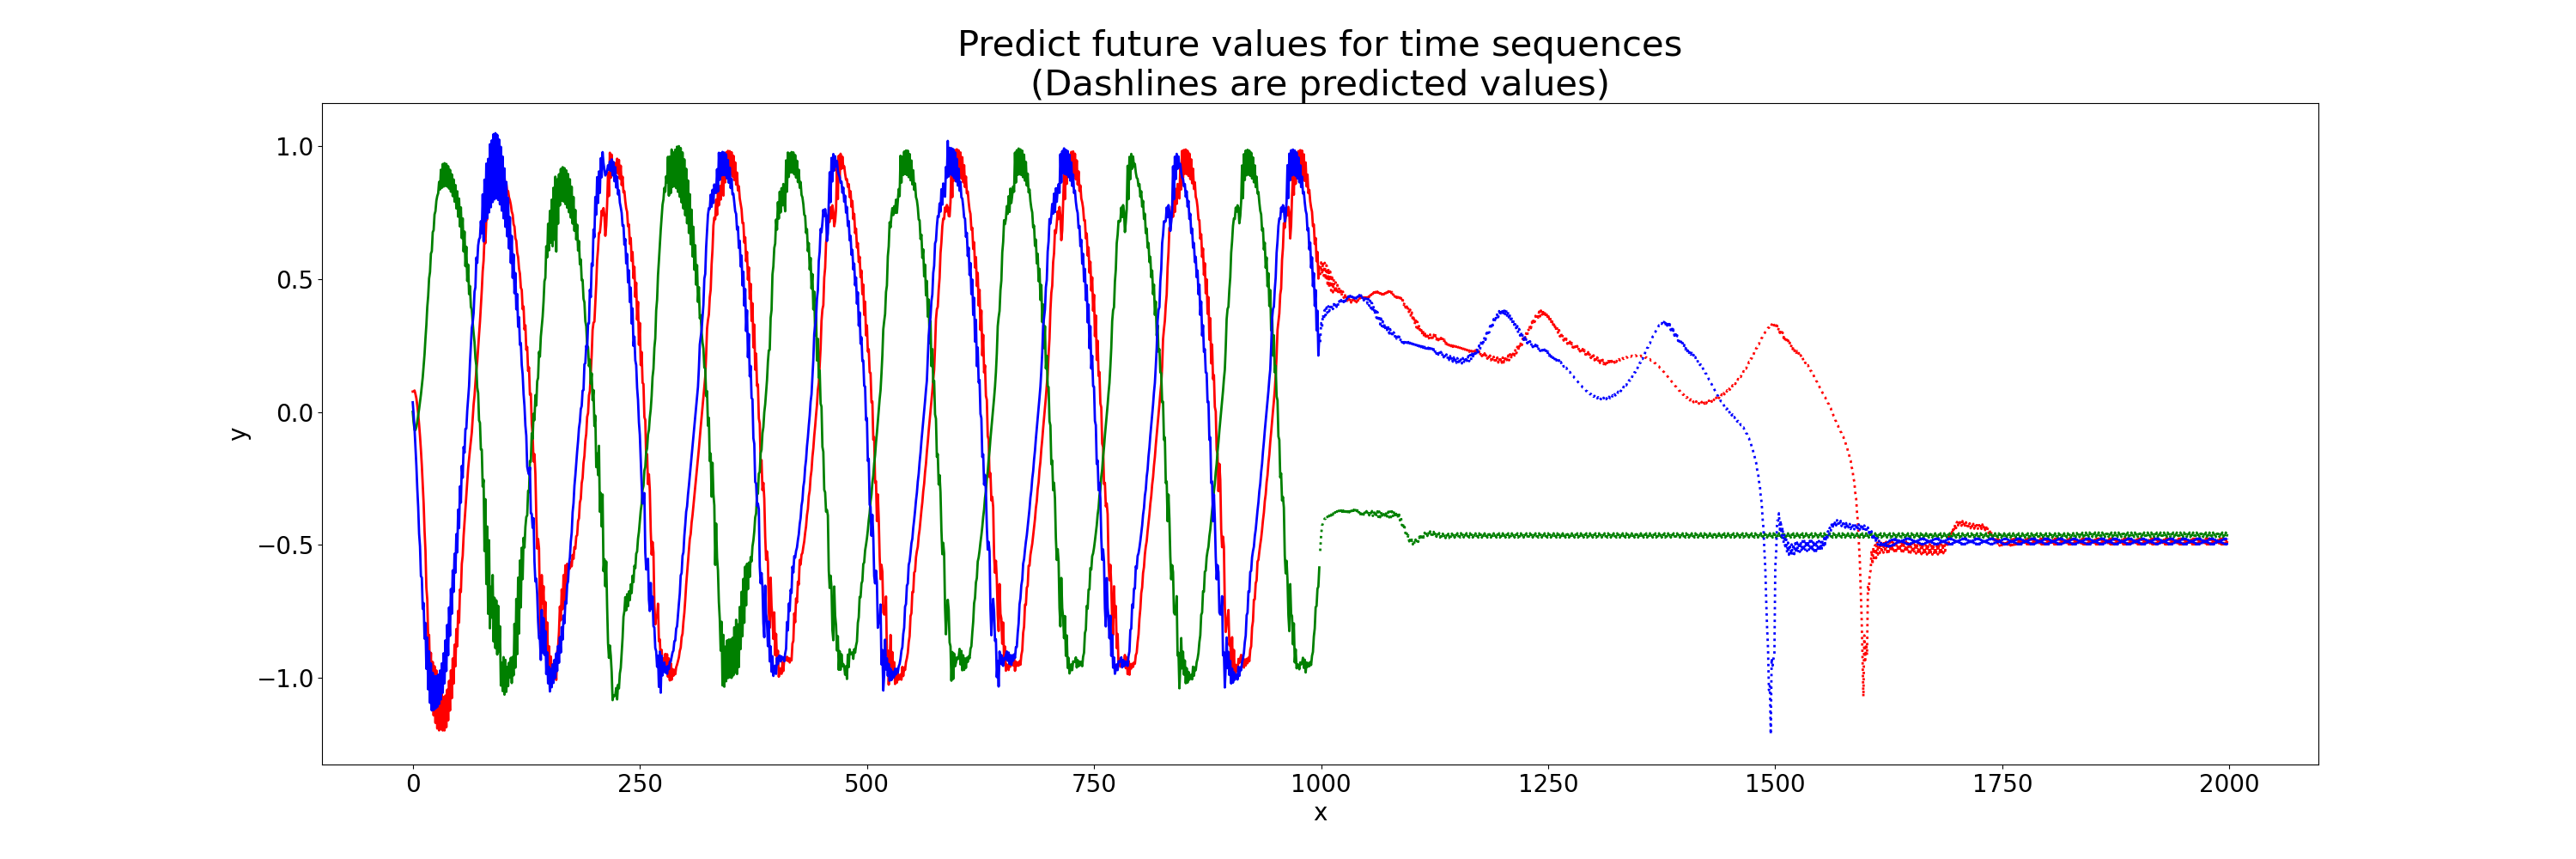 Predict future values for time sequences
(Dashlines are predicted values)
1.0
0.5
0.0
−0.5
−1.0
y
0 250 500 750 1000 1250 1500 1750 2000
x